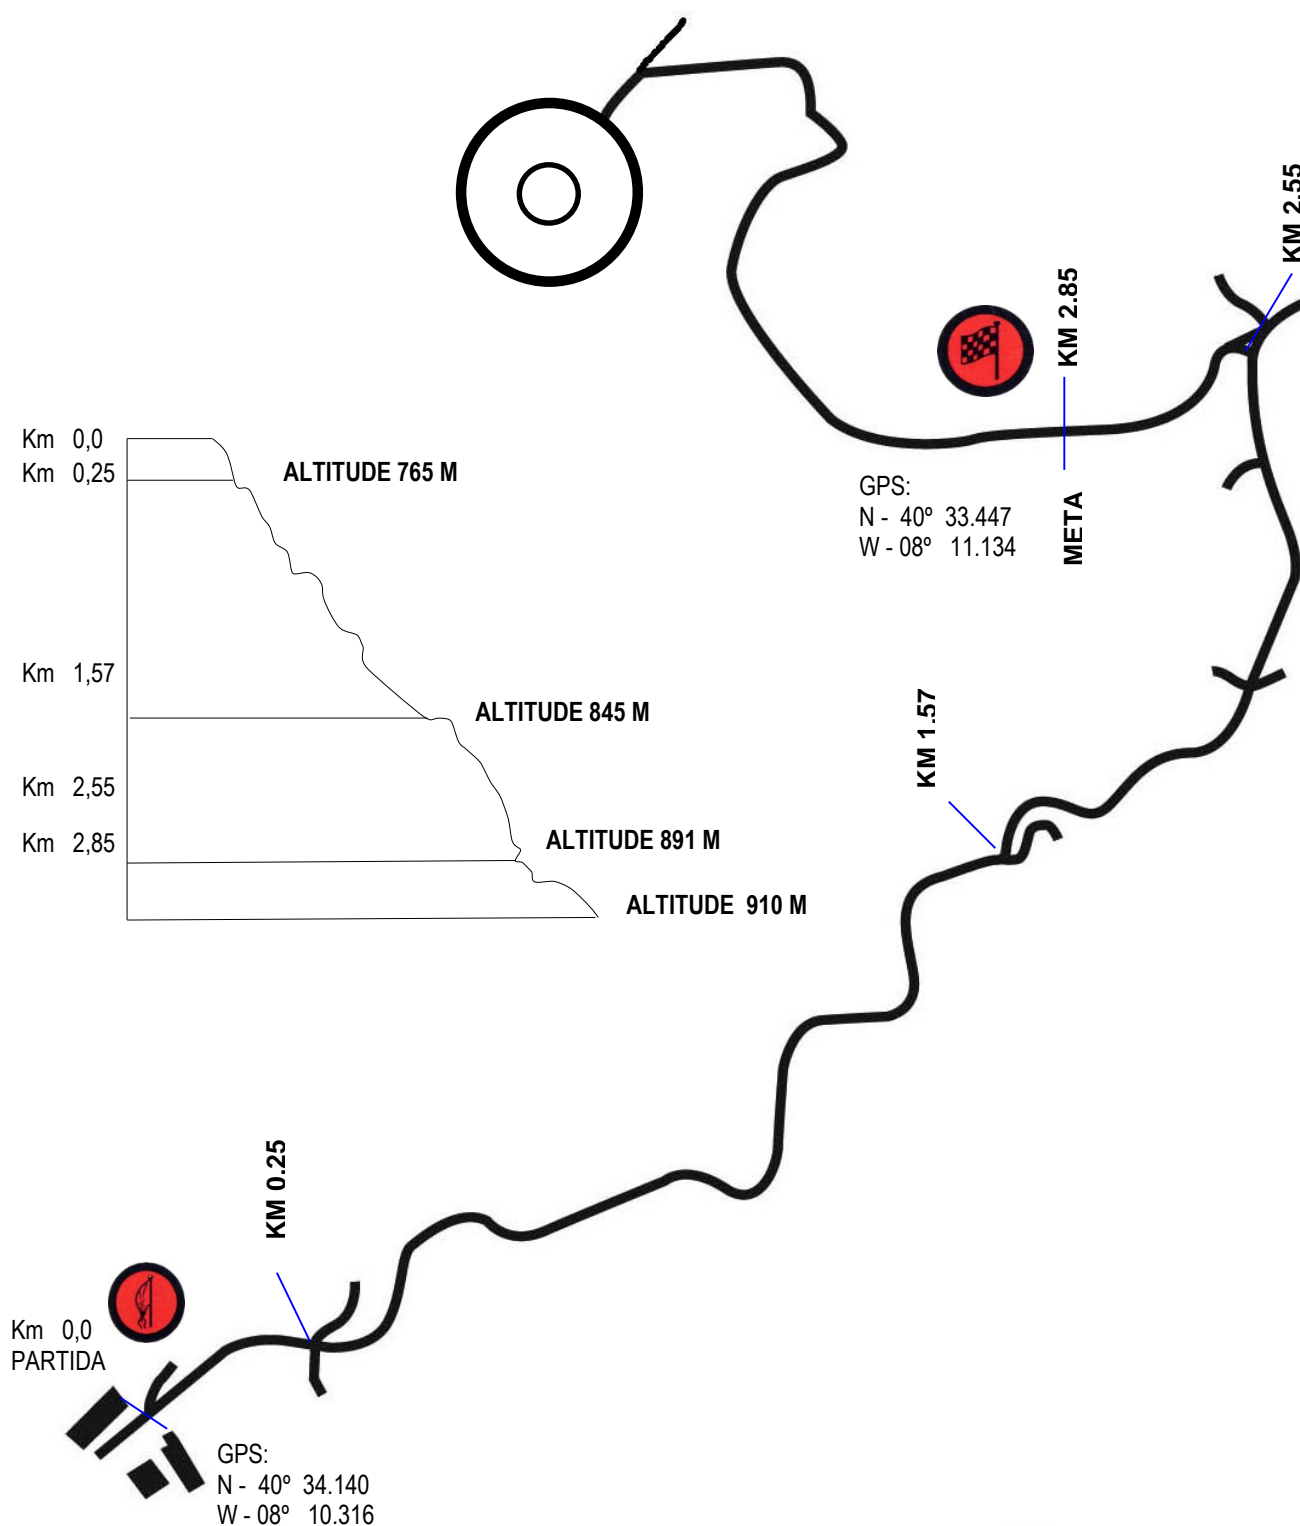 KM 2.55
KM 2.85
Km 0,0
Km 0,25
ALTITUDE 765 M
GPS:
N - 40º 33.447
W - 08º 11.134
META
Km 1,57
ALTITUDE 845 M
KM 1.57
Km 2,55
Km 2,85
ALTITUDE 891 M
ALTITUDE 910 M
KM 0.25
Km 0,0
PARTIDA
GPS:
N - 40º 34.140
W - 08º 10.316